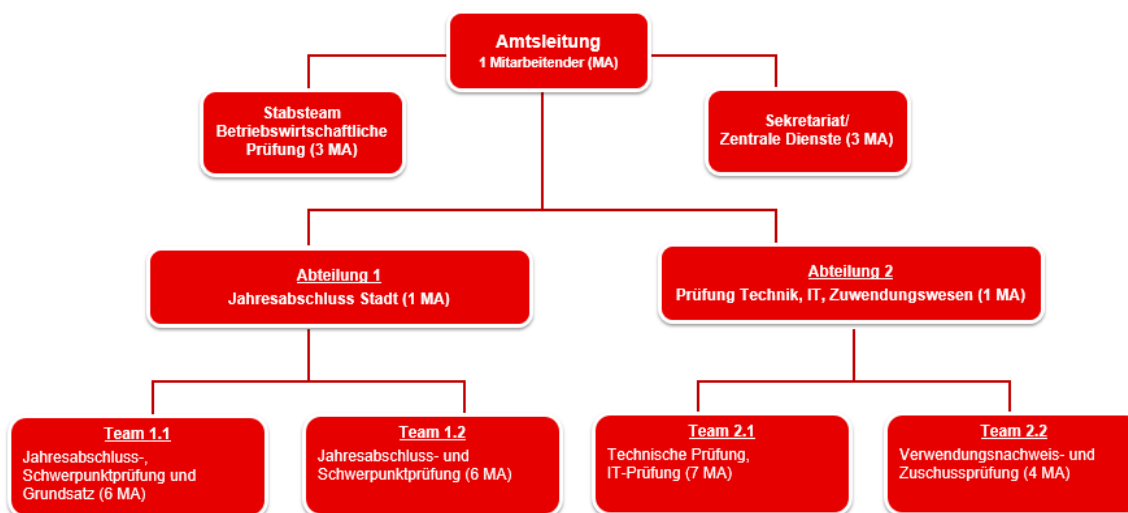 Amtsleitung
1 Mitarbeitender (MA)
Stabsteam
Betriebswirtschaftliche
Prüfung (3 MA)
Sekretariat/
Zentrale Dienste (3 MA)
Abteilung 1
Jahresabschluss Stadt (1 MA)
Abteilung 2
Prüfung Technik, IT, Zuwendungswesen (1 MA)
Team 1.1
Jahresabschluss-,
Schwerpunktprüfung und
Grundsatz (6 MA)
Team 1.2
Jahresabschluss- und
Schwerpunktprüfung (6 MA)
Team 2.1
Technische Prüfung,
IT-Prüfung (7 MA)
Team 2.2
Verwendungsnachweis- und
Zuschussprüfung (4 MA)